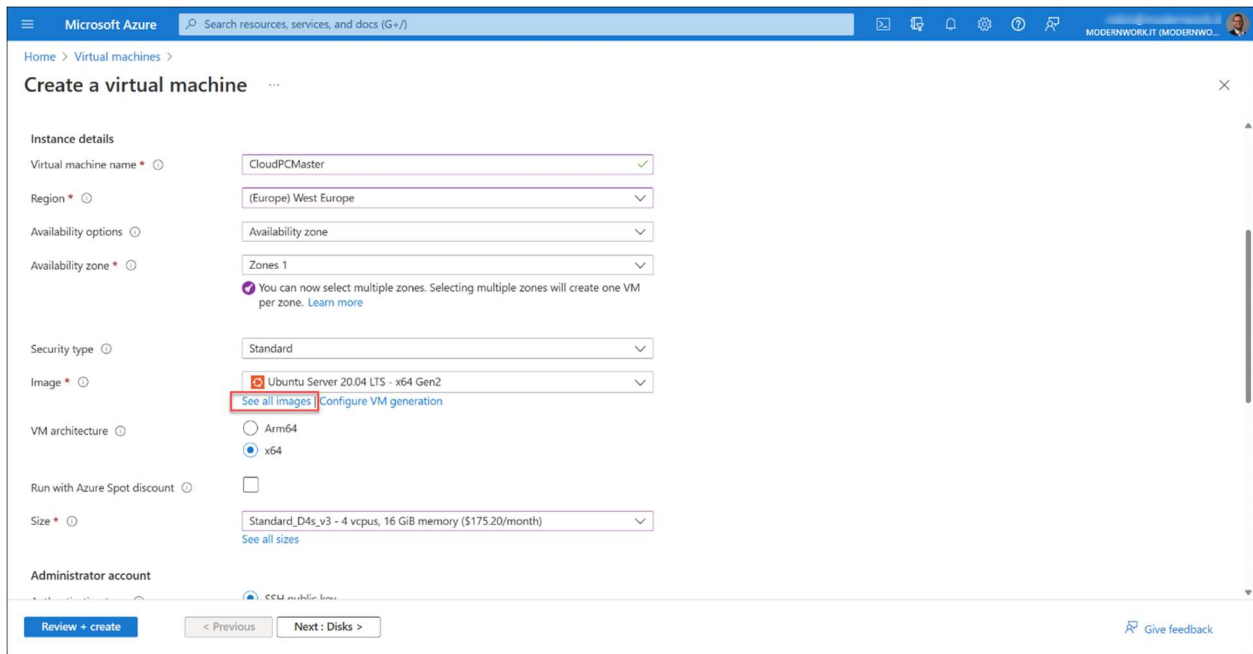 Microsoft Azure
Search resources, services, and docs (G+/)
MODERNWORK.IT (MODERNWO...
Home > Virtual machines >
Create a virtual machine ...
Instance details
Virtual machine name * CloudPCMaster
Region * (Europe) West Europe
Availability options Availability zone
Availability zone * Zones 1
You can now select multiple zones. Selecting multiple zones will create one VM
per zone. Learn more
Security type Standard
Image * Ubuntu Server 20.04 LTS - x64 Gen2
See all images | Configure VM generation
VM architecture Arm64
x64
Run with Azure Spot discount
Size * Standard_D4s_v3 - 4 vcpus, 16 GiB memory ($175.20/month)
See all sizes
Administrator account
SSH public key
Review + create < Previous Next : Disks > Give feedback